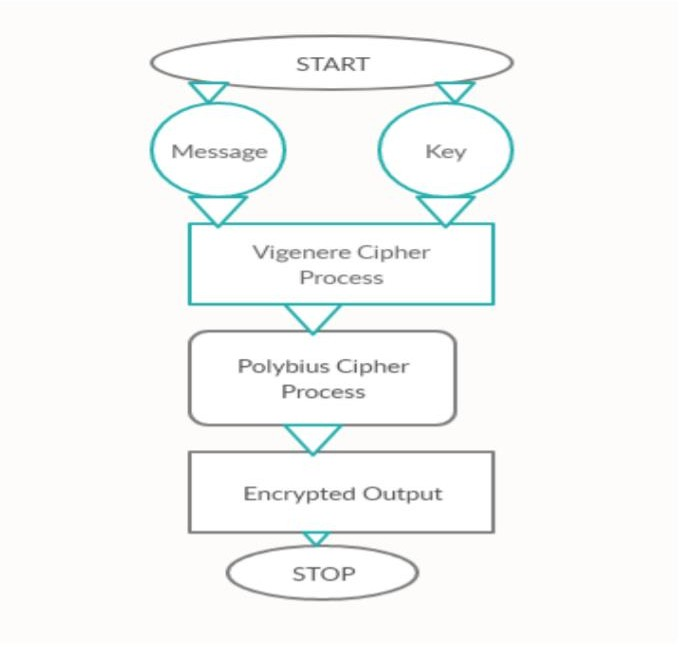 START
Message
Key
Vigenere Cipher
Process
Polybius Cipher
Process
Encrypted Output
STOP